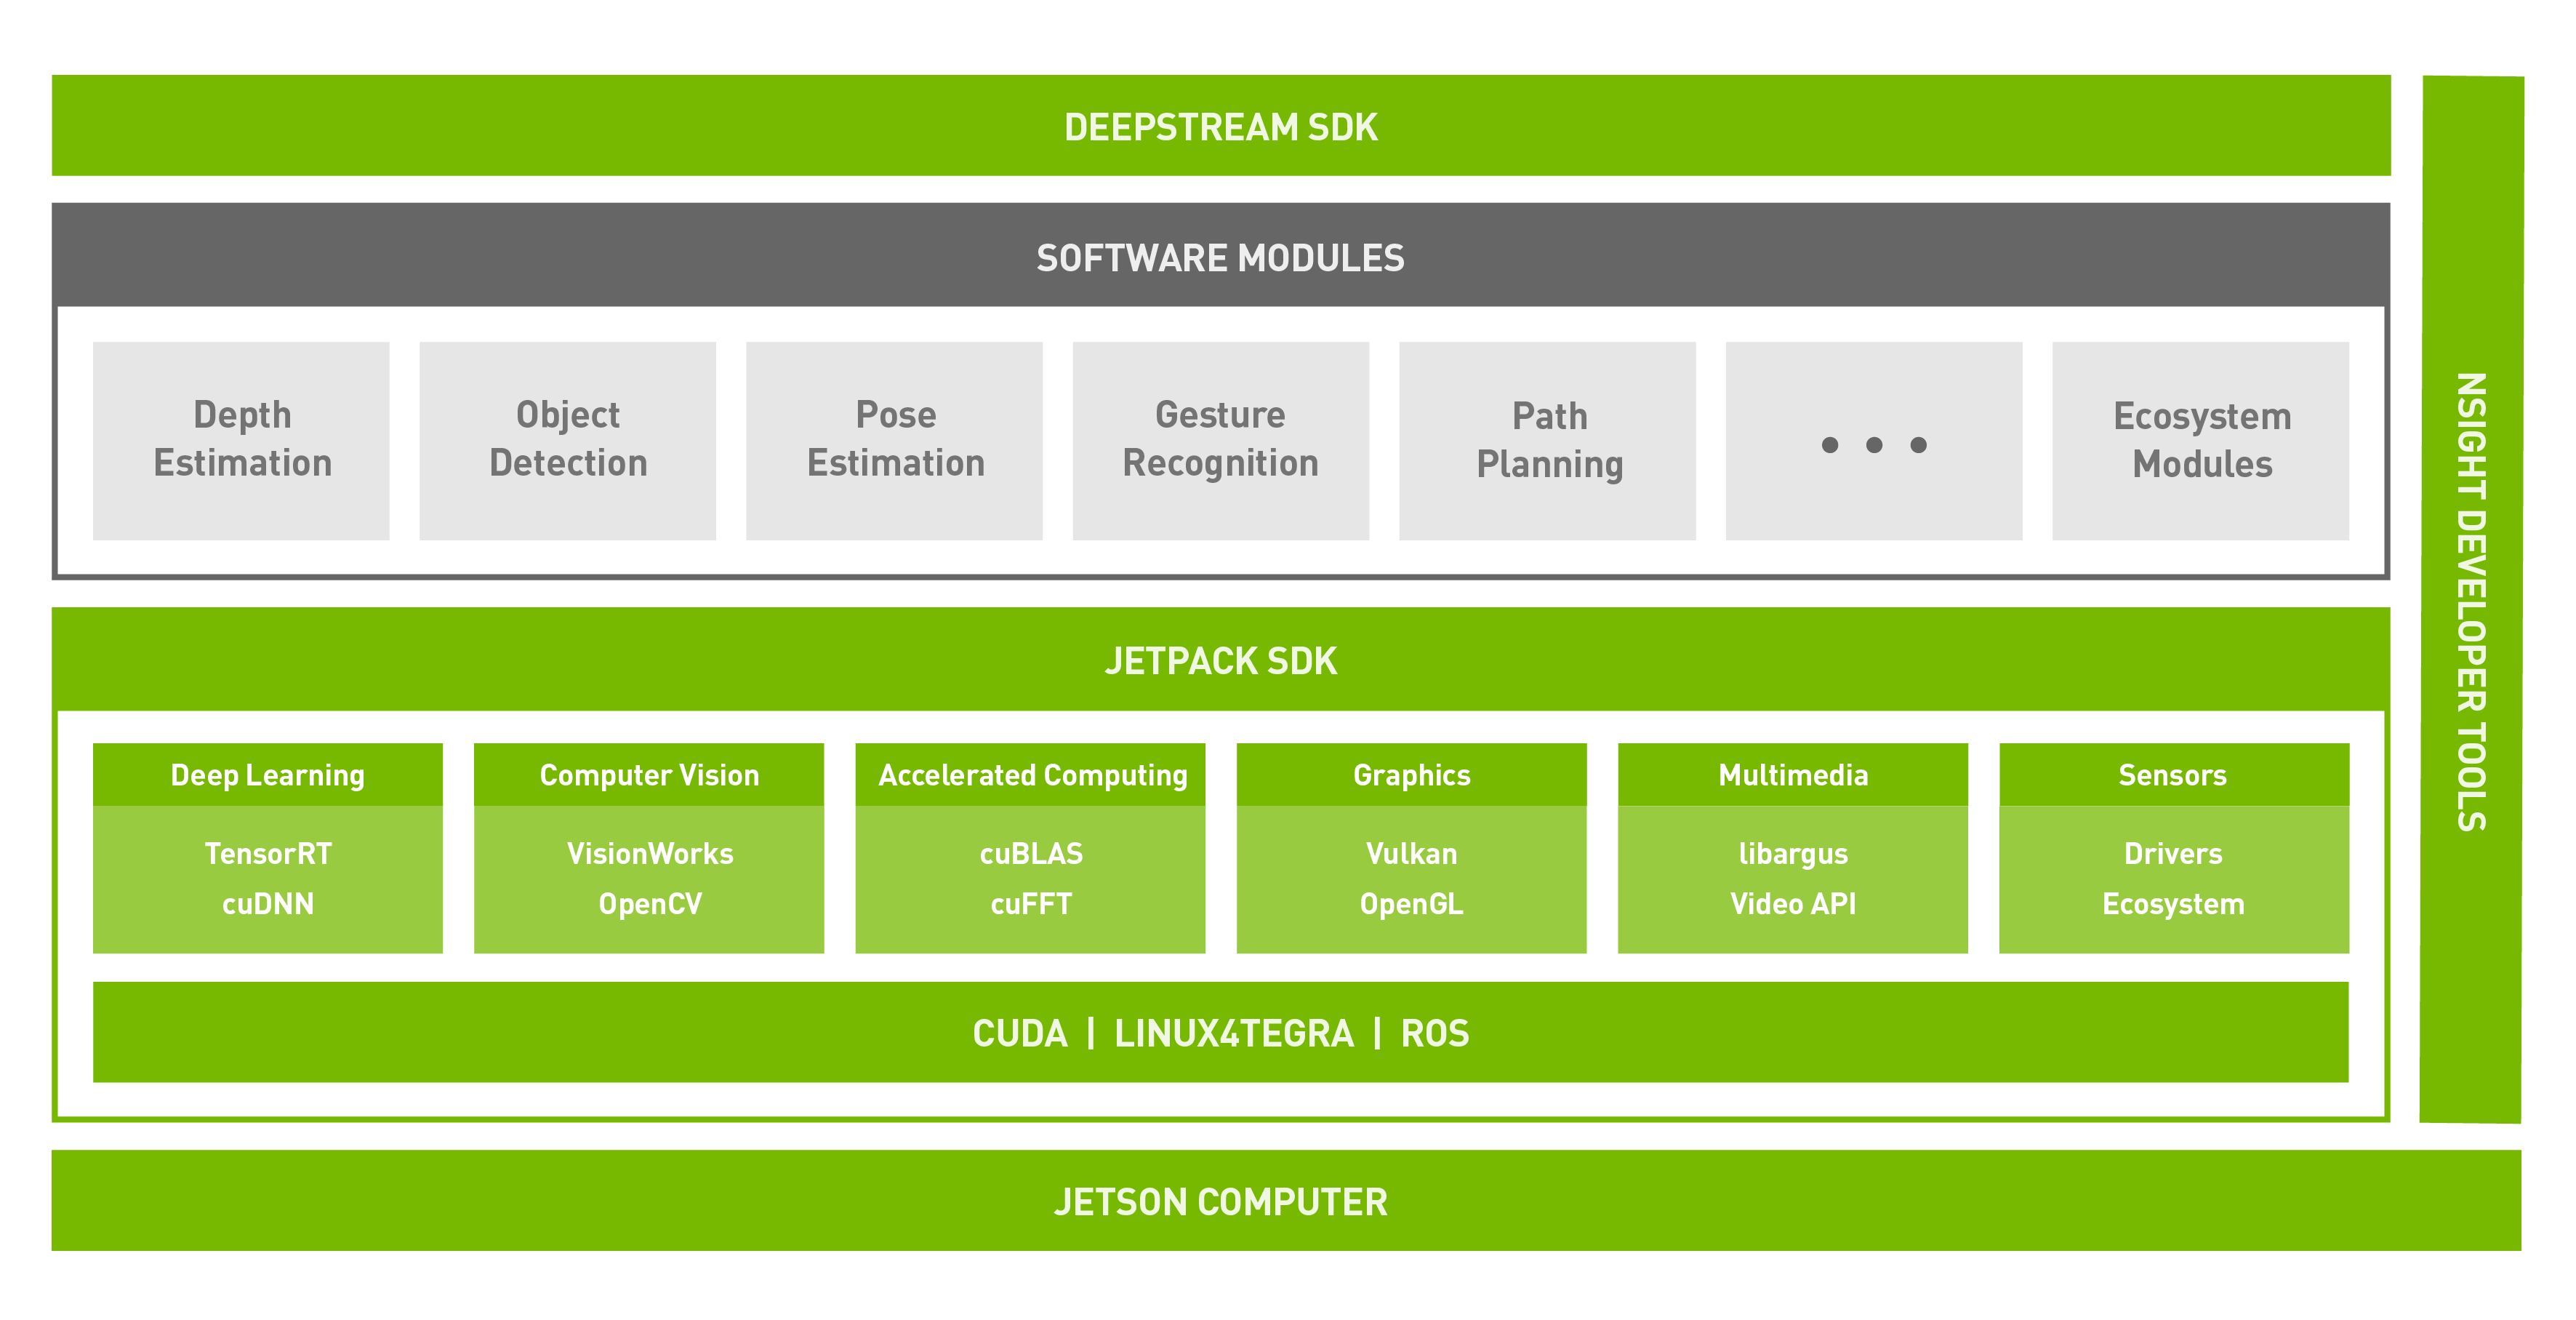 DEEPSTREAM SDK
SOFTWARE MODULES
Depth
Estimation
Object
Detection
Pose
Estimation
Gesture
Recognition
Path
Planning
• • •
Ecosystem
Modules
JETPACK SDK
Deep Learning
TensorRT
cuDNN
Computer Vision
VisionWorks
OpenCV
Accelerated Computing
cuBLAS
cuFFT
Graphics
Vulkan
OpenGL
Multimedia
libargus
Video API
Sensors
Drivers
Ecosystem
CUDA | LINUX4TEGRA | ROS
NSIGHT DEVELOPER TOOLS
JETSON COMPUTER